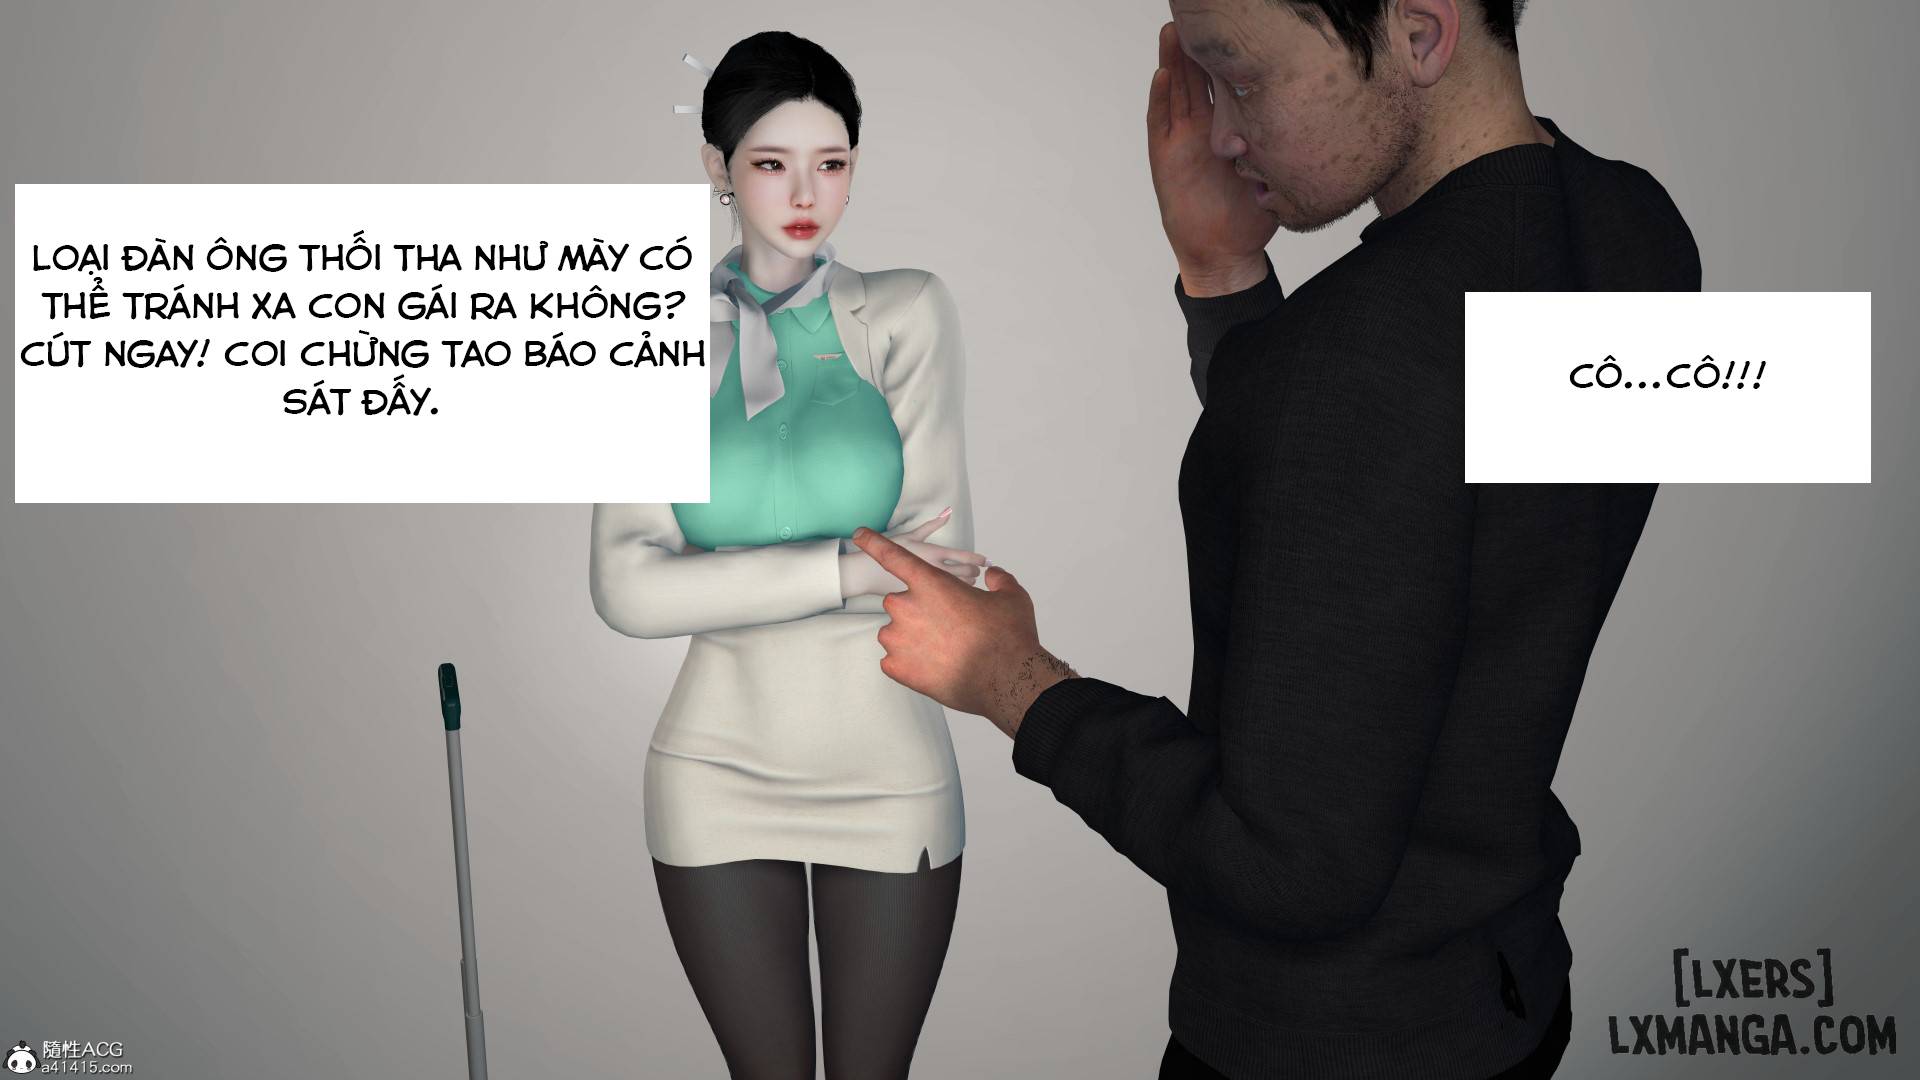 LOẠI ĐÀN ÔNG THỐI THA NHƯ MÀY CÓ
THỂ TRÁNH XA CON GÁI RA KHÔNG?
CÚT NGAY! COI CHỪNG TAO BÁO CẢNH
SÁT ĐẤY.
CÔ...CÔ!!!
[LXERS]
LXMANGA.COM
隨性ACG
a41415.com